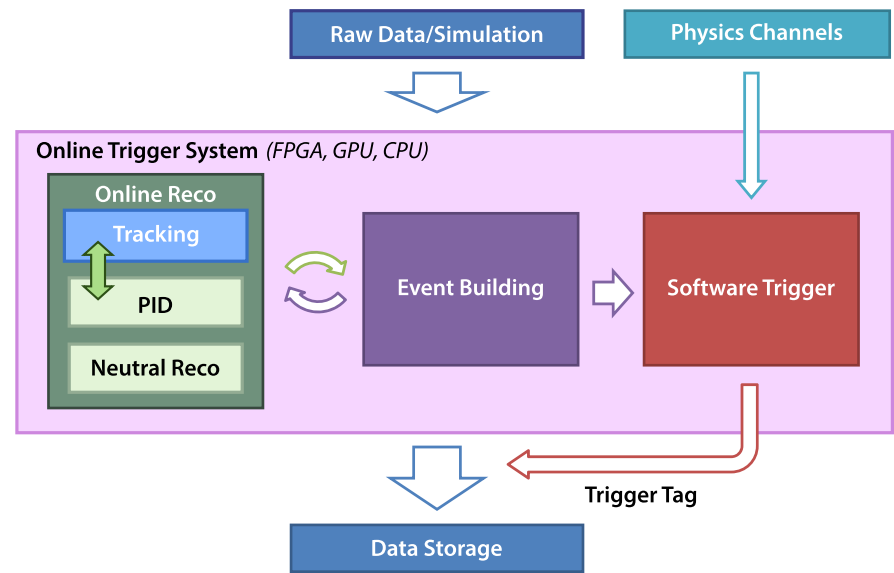 Raw Data/Simulation
Physics Channels
Online Trigger System (FPGA, GPU, CPU)
Online Reco
Tracking
PID
Neutral Reco
Event Building
Software Trigger
Trigger Tag
Data Storage